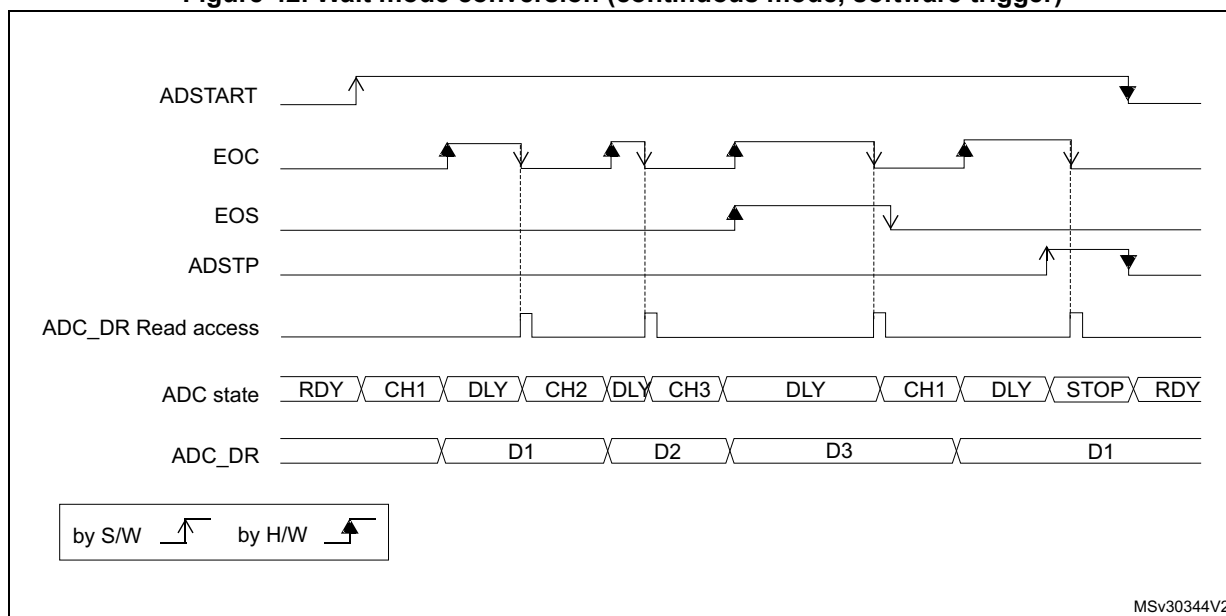 Figure 42. Wait mode conversion (continuous mode, software trigger)
ADSTART
EOC
EOS
ADSTP
ADC_DR Read access
ADC state RDY CH1 DLY CH2 DLY CH3 DLY CH1 DLY STOP RDY
ADC_DR D1 D2 D3 D1
by S/W by H/W
MSv30344V2